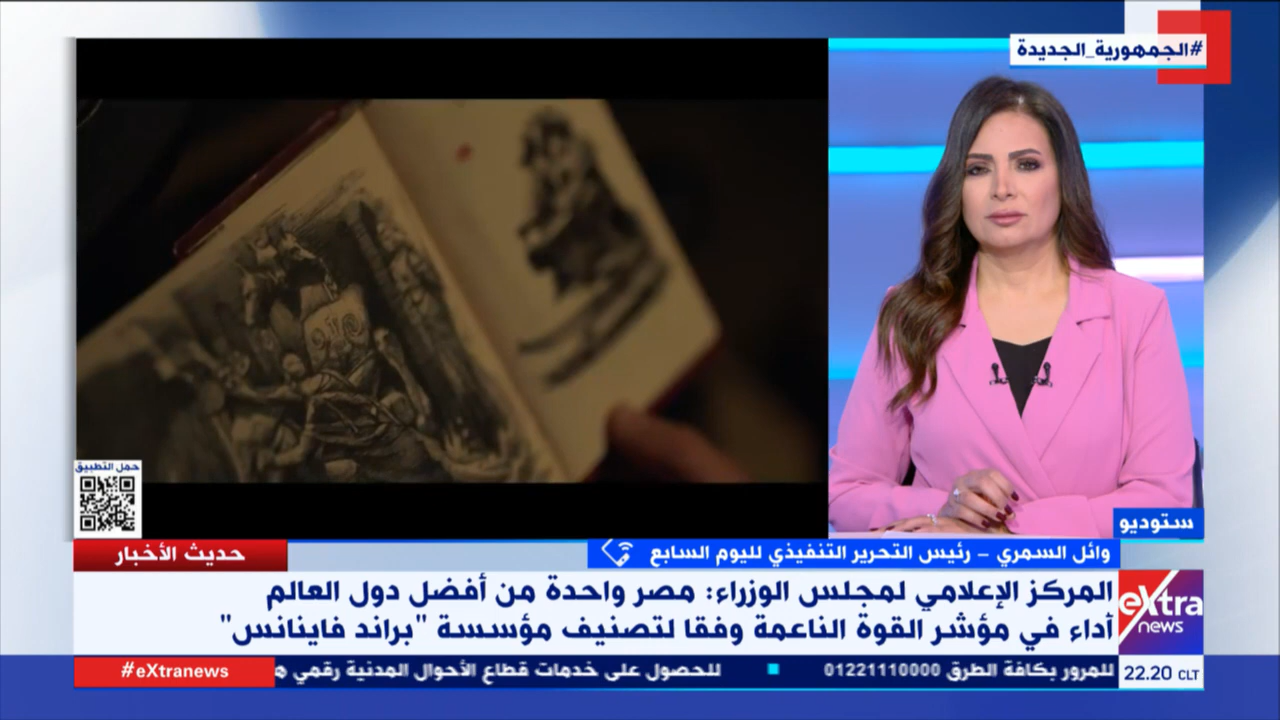 #الجمهورية_الجديدة
حمل التطبيق
ستوديو
حديث الأخبار
وائل السمري - رئيس التحرير التنفيذي لليوم السابع
المركز الإعلامي لمجلس الوزراء: مصر واحدة من أفضل دول العالم
أداء في مؤشر القوة الناعمة وفقا لتصنيف مؤسسة "براند فاينانس"
eXtra
news
#eXtranews
للمرور بكافة الطرق 01221110000 للحصول على خدمات قطاع الأحوال المدنية رقمي
22.20 CLT